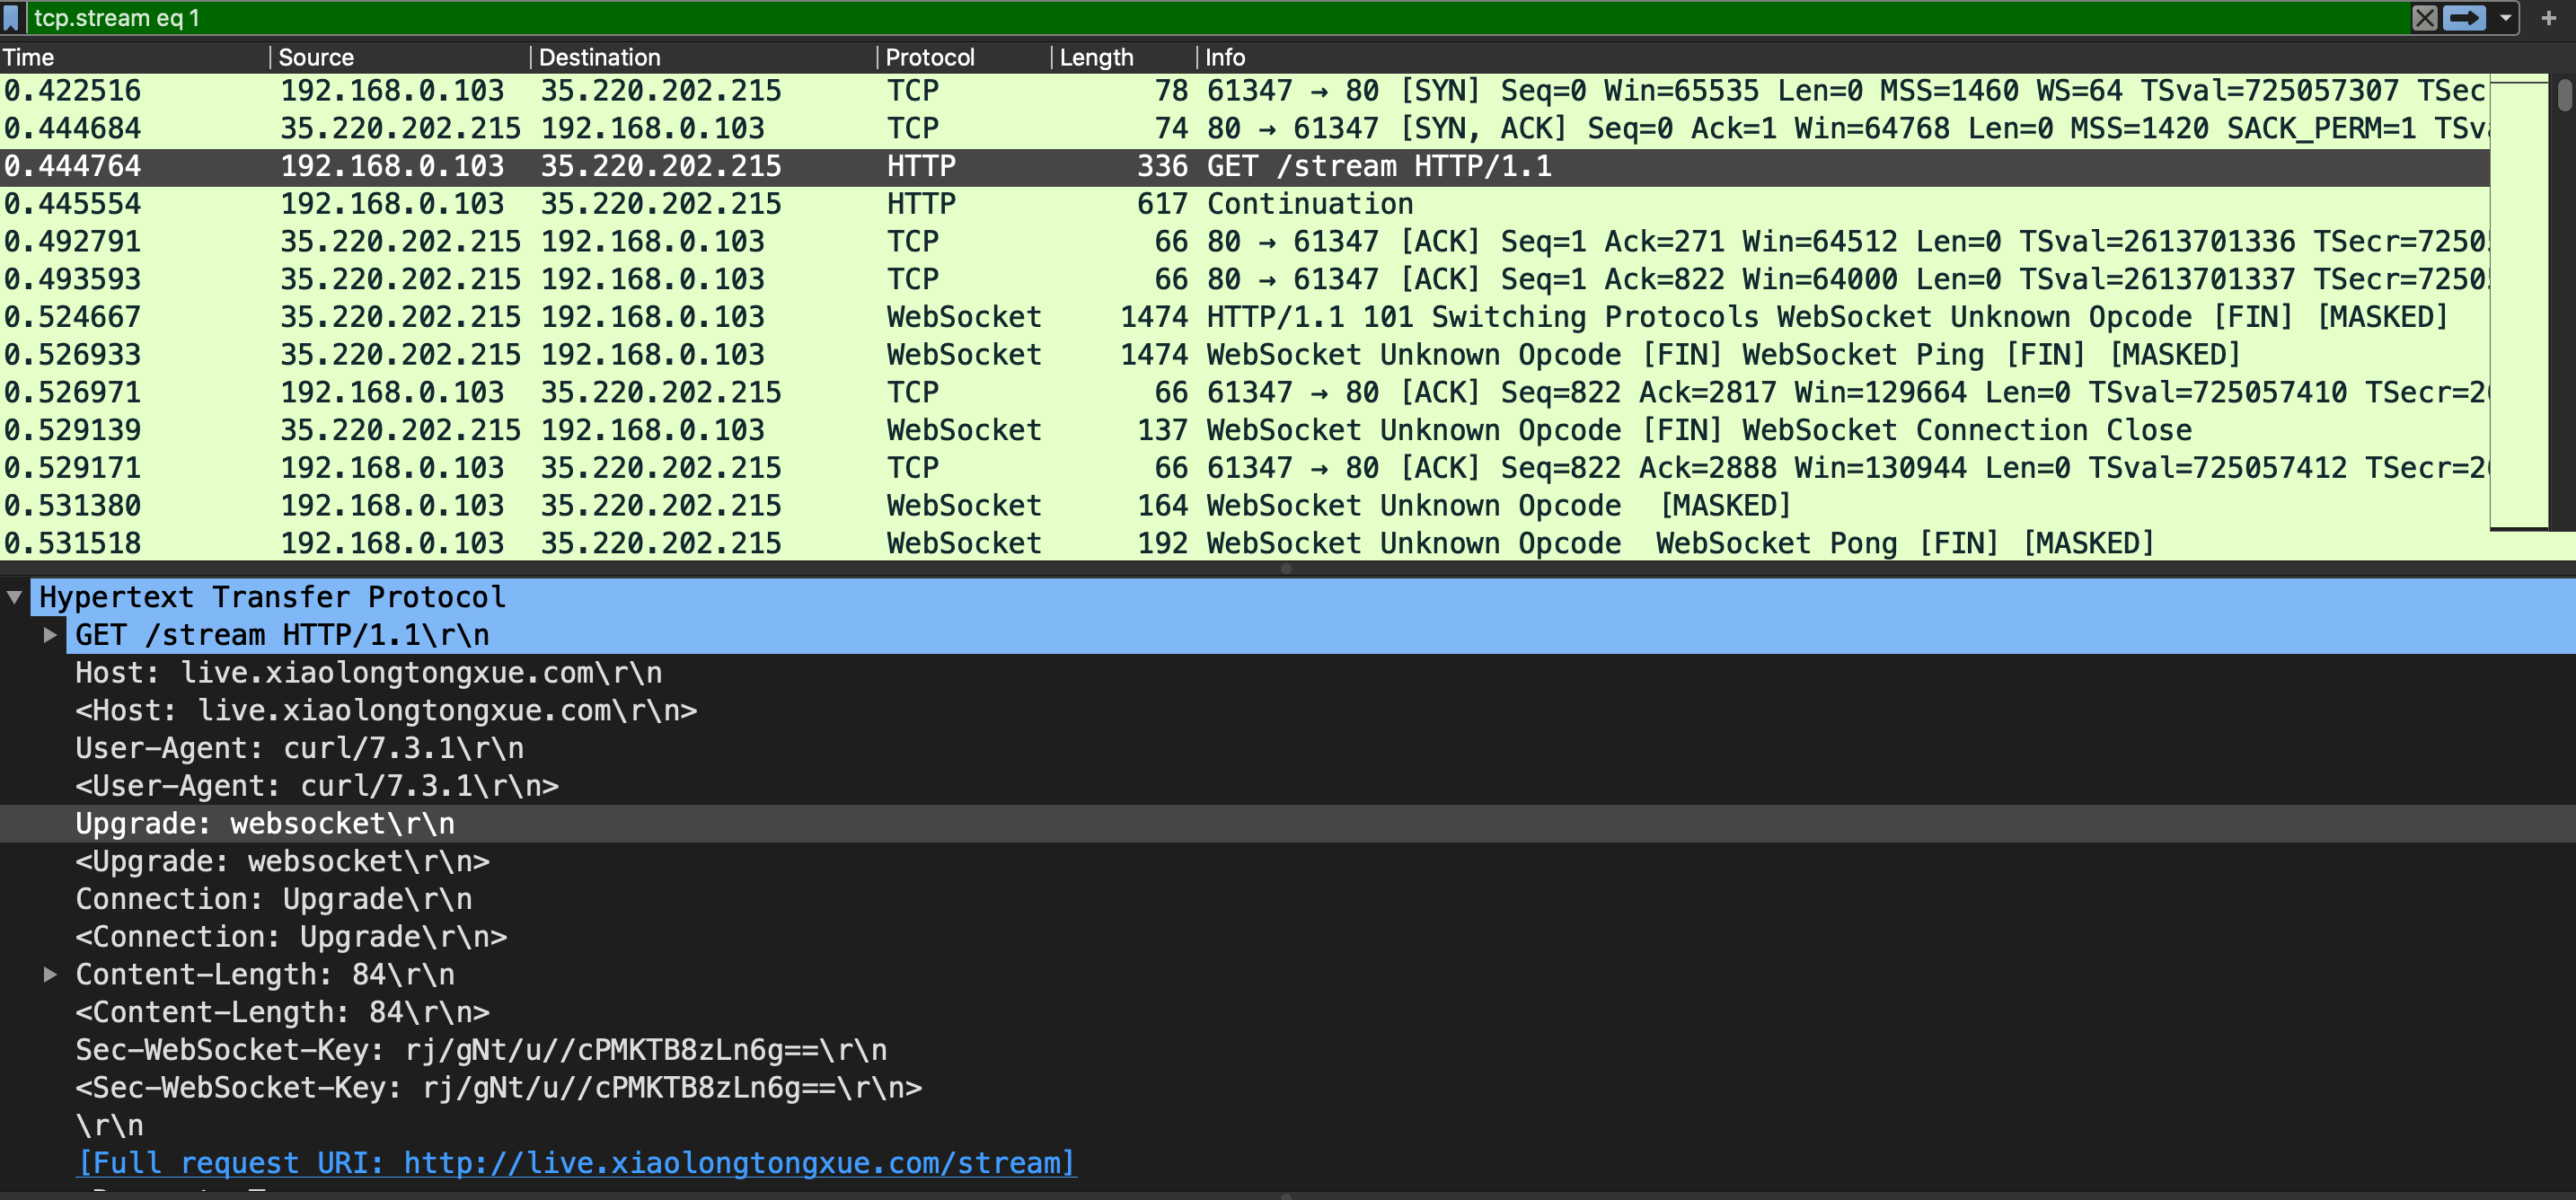 tcp.stream eq 1
Time Source Destination Protocol Length Info
0.422516 192.168.0.103 35.220.202.215 TCP 78 61347 → 80 [SYN] Seq=0 Win=65535 Len=0 MSS=1460 WS=64 TSval=725057307 TSec
0.444684 35.220.202.215 192.168.0.103 TCP 74 80 → 61347 [SYN, ACK] Seq=0 Ack=1 Win=64768 Len=0 MSS=1420 SACK_PERM=1 TSv
0.444764 192.168.0.103 35.220.202.215 HTTP 336 GET /stream HTTP/1.1
0.445554 192.168.0.103 35.220.202.215 HTTP 617 Continuation
0.492791 35.220.202.215 192.168.0.103 TCP 66 80 → 61347 [ACK] Seq=1 Ack=271 Win=64512 Len=0 TSval=2613701336 TSecr=7250
0.493593 35.220.202.215 192.168.0.103 TCP 66 80 → 61347 [ACK] Seq=1 Ack=822 Win=64000 Len=0 TSval=2613701337 TSecr=7250
0.524667 35.220.202.215 192.168.0.103 WebSocket 1474 HTTP/1.1 101 Switching Protocols WebSocket Unknown Opcode [FIN] [MASKED]
0.526933 35.220.202.215 192.168.0.103 WebSocket 1474 WebSocket Unknown Opcode [FIN] WebSocket Ping [FIN] [MASKED]
0.526971 192.168.0.103 35.220.202.215 TCP 66 61347 → 80 [ACK] Seq=822 Ack=2817 Win=129664 Len=0 TSval=725057410 TSecr=2
0.529139 35.220.202.215 192.168.0.103 WebSocket 137 WebSocket Unknown Opcode [FIN] WebSocket Connection Close
0.529171 192.168.0.103 35.220.202.215 TCP 66 61347 → 80 [ACK] Seq=822 Ack=2888 Win=130944 Len=0 TSval=725057412 TSecr=2
0.531380 192.168.0.103 35.220.202.215 WebSocket 164 WebSocket Unknown Opcode [MASKED]
0.531518 192.168.0.103 35.220.202.215 WebSocket 192 WebSocket Unknown Opcode WebSocket Pong [FIN] [MASKED]
Hypertext Transfer Protocol
GET /stream HTTP/1.1\r\n
Host: live.xiaolongtongxue.com\r\n
<Host: live.xiaolongtongxue.com\r\n>
User-Agent: curl/7.3.1\r\n
<User-Agent: curl/7.3.1\r\n>
Upgrade: websocket\r\n
<Upgrade: websocket\r\n>
Connection: Upgrade\r\n
<Connection: Upgrade\r\n>
Content-Length: 84\r\n
<Content-Length: 84\r\n>
Sec-WebSocket-Key: rj/gNt/u//cPMKTB8zLn6g==\r\n
<Sec-WebSocket-Key: rj/gNt/u//cPMKTB8zLn6g==\r\n>
\r\n
[Full request URI: http://live.xiaolongtongxue.com/stream]